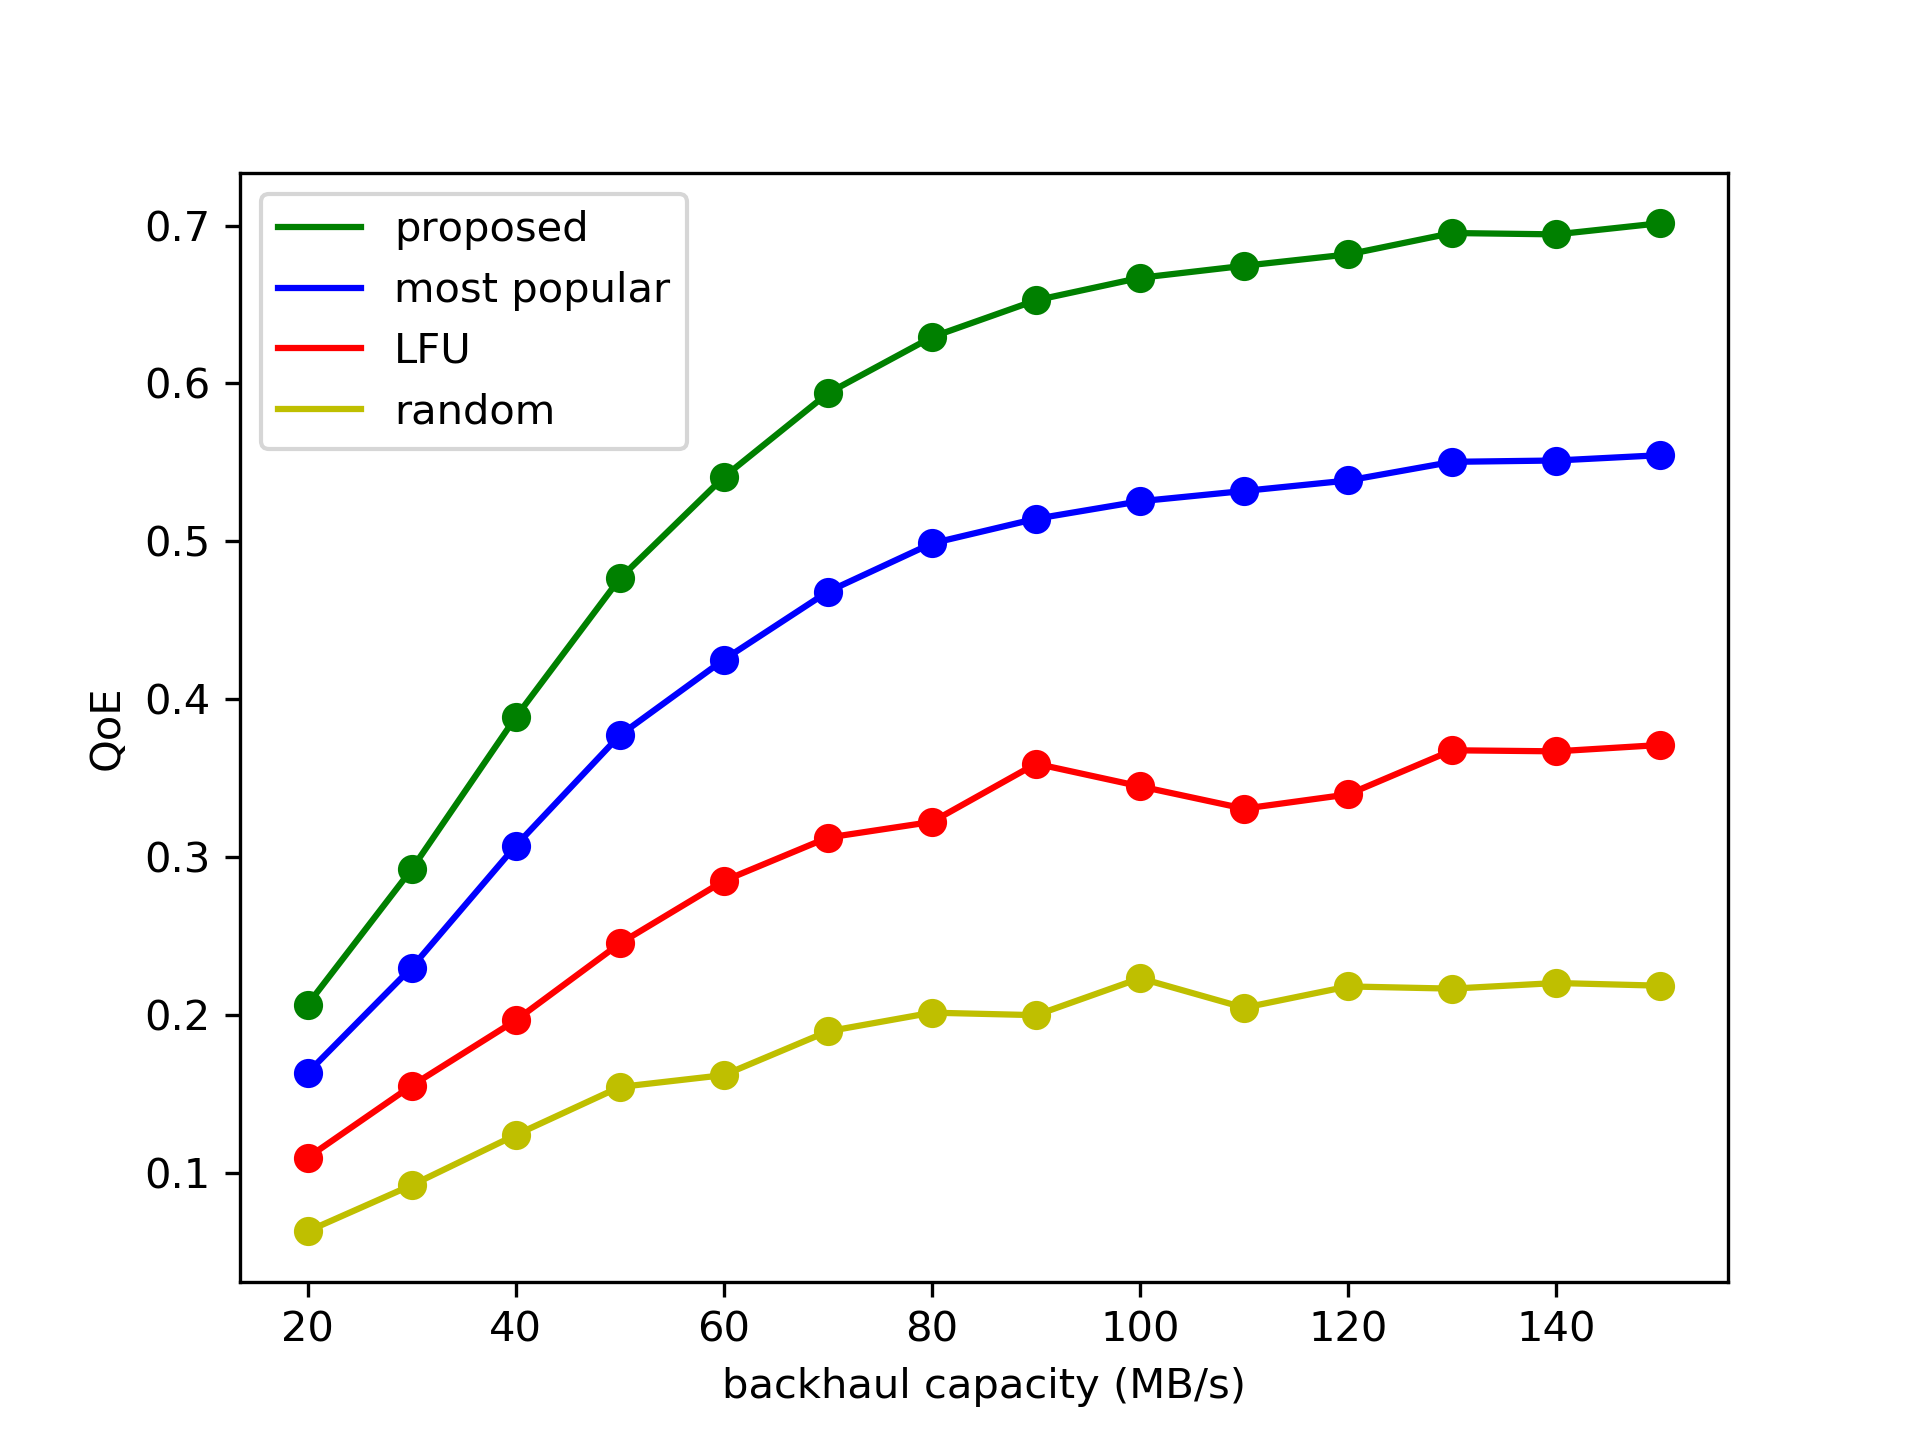 proposed
most popular
LFU
random
0.7
0.6
0.5
0.4
0.3
0.2
0.1
QoE
20 40 60 80 100 120 140
backhaul capacity (MB/s)